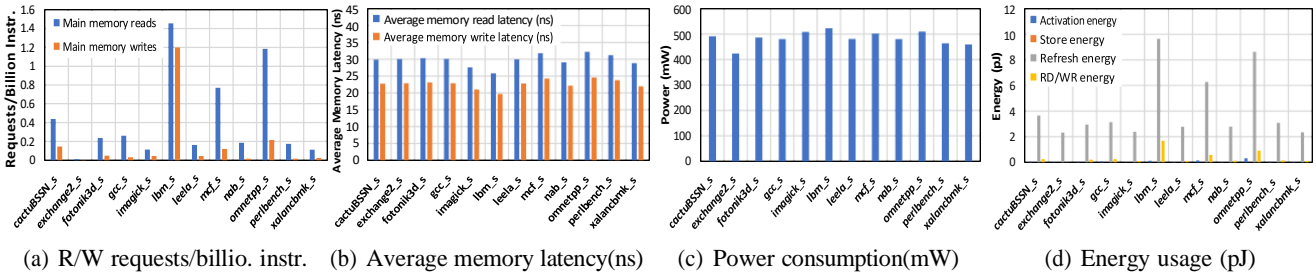 Requests/Billion Instr.
1.6
1.4
1.2
1
0.8
0.6
0.4
0.2
0
Main memory reads
Main memory writes
cactuBSSN_s
exchange2_s
fotonik3d_s
gcc_s
imagick_s
lbm_s
leela_s
mcf_s
nab_s
omnetpp_s
perlbench_s
xalancbmk_s
(a) R/W requests/billio. instr.
Average Memory Latency (ns)
45
40
35
30
25
20
15
10
5
0
Average memory read latency (ns)
Average memory write latency (ns)
cactuBSSN_s
exchange2_s
fotonik3d_s
gcc_s
imagick_s
lbm_s
leela_s
mcf_s
nab_s
omnetpp_s
perlbench_s
xalancbmk_s
(b) Average memory latency(ns)
Power (mW)
600
500
400
300
200
100
0
cactuBSSN_s
exchange2_s
fotonik3d_s
gcc_s
imagick_s
lbm_s
leela_s
mcf_s
nab_s
omnetpp_s
perlbench_s
xalancbmk_s
(c) Power consumption(mW)
Energy (pJ)
12
10
8
6
4
2
0
Activation energy
Store energy
Refresh energy
RD/WR energy
cactuBSSN_s
exchange2_s
fotonik3d_s
gcc_s
imagick_s
lbm_s
leela_s
mcf_s
nab_s
omnetpp_s
perlbench_s
xalancbmk_s
(d) Energy usage (pJ)